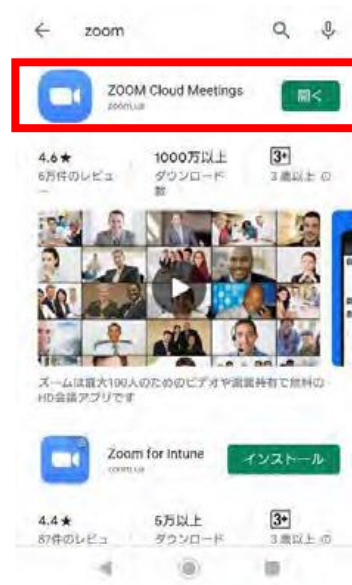 zoom
ZOOM Cloud Meetings
zoom.us
開く
4.6★
1000万以上
3+
6万件のレビュ
ー
ダウンロード
数
3 歳以上 の
ズームは最大100人のためのビデオや画面共有で無料の
HD会議アプリです
Zoom for Intune
zoom.us
インストール
4.4★
5万以上
3+
87件のレビュ
ダウンロード
3 歳以上 の